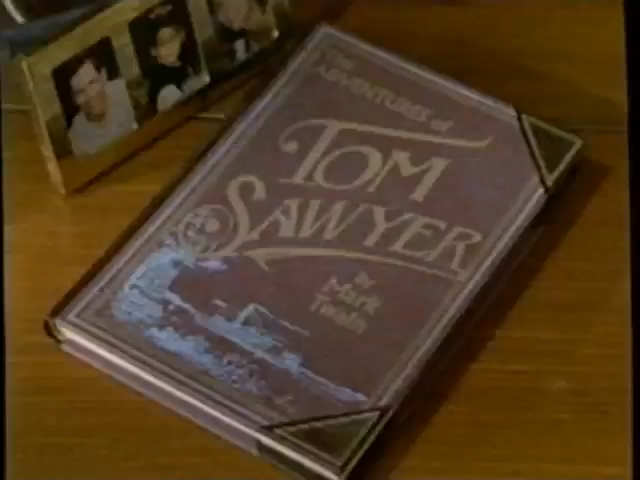 THE
ADVENTURES of
TOM
SAWYER
by
Mark
Twain